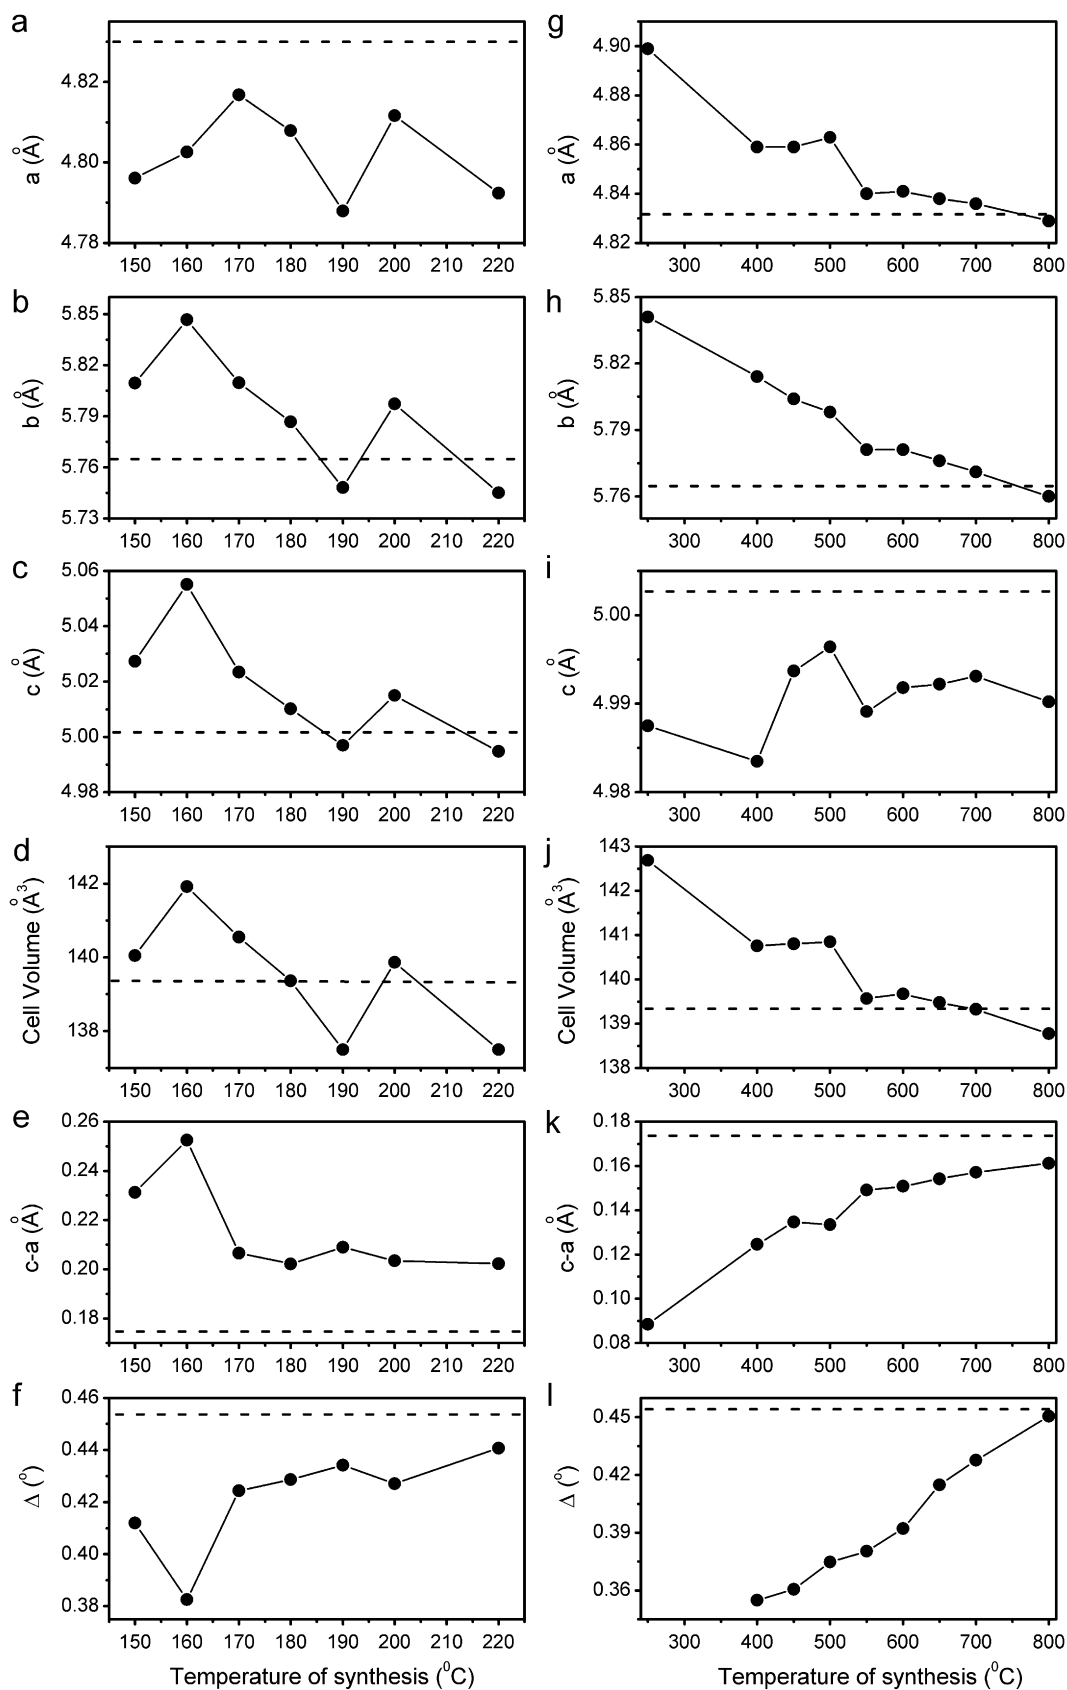 a
a (Å)
4.82
4.80
4.78
150 160 170 180 190 200 210 220
g
a (Å)
4.90
4.88
4.86
4.84
4.82
300 400 500 600 700 800
b
b (Å)
5.85
5.82
5.79
5.76
5.73
150 160 170 180 190 200 210 220
h
b (Å)
5.85
5.82
5.79
5.76
300 400 500 600 700 800
c
c (Å)
5.06
5.04
5.02
5.00
4.98
150 160 170 180 190 200 210 220
i
c (Å)
5.00
4.99
4.98
300 400 500 600 700 800
d
Cell Volume (Å³)
142
140
138
150 160 170 180 190 200 210 220
j
Cell Volume (Å³)
143
142
141
140
139
138
300 400 500 600 700 800
e
c-a (Å)
0.26
0.24
0.22
0.20
0.18
150 160 170 180 190 200 210 220
k
c-a (Å)
0.18
0.16
0.14
0.12
0.10
0.08
300 400 500 600 700 800
f
Δ (°)
0.46
0.44
0.42
0.40
0.38
150 160 170 180 190 200 210 220
Temperature of synthesis (⁰C)
l
Δ (°)
0.45
0.42
0.39
0.36
300 400 500 600 700 800
Temperature of synthesis (⁰C)